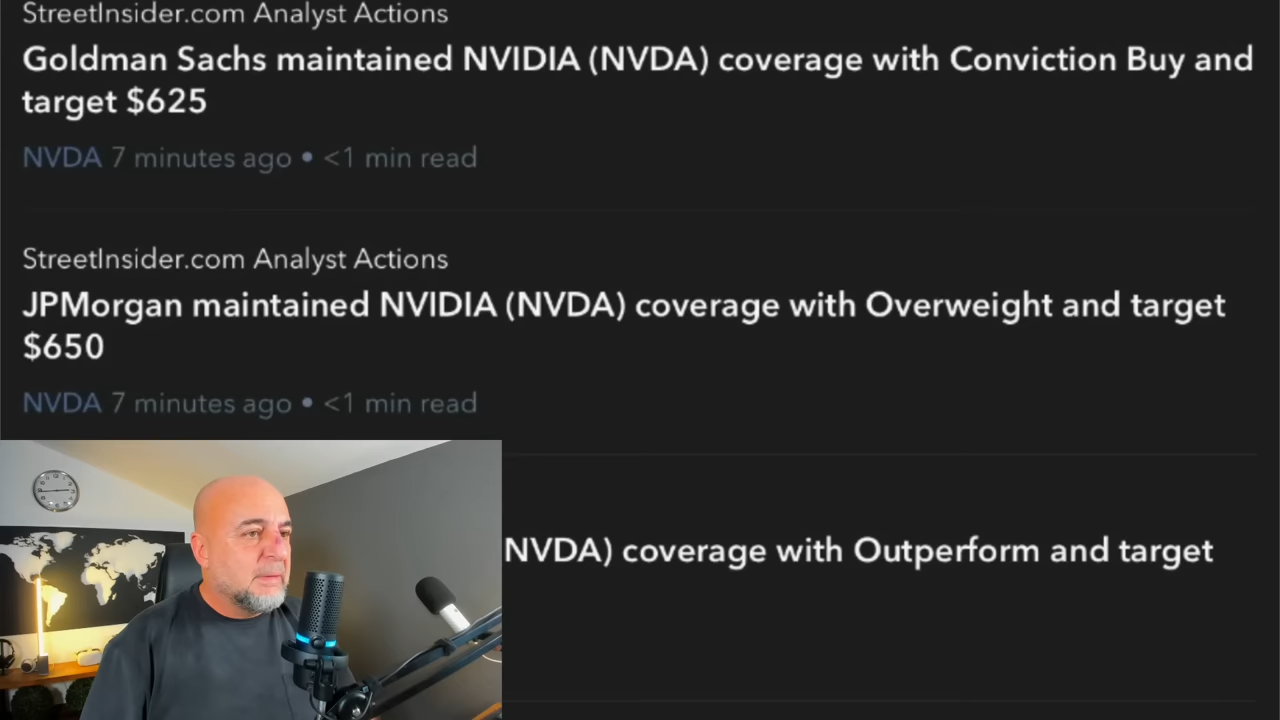 StreetInsider.com Analyst Actions
Goldman Sachs maintained NVIDIA (NVDA) coverage with Conviction Buy and
target $625
NVDA 7 minutes ago • <1 min read
StreetInsider.com Analyst Actions
JPMorgan maintained NVIDIA (NVDA) coverage with Overweight and target
$650
NVDA 7 minutes ago • <1 min read
NVDA) coverage with Outperform and target